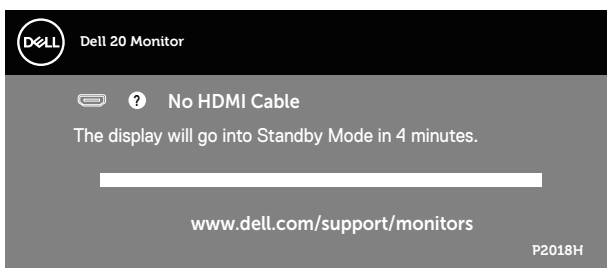 DELL
Dell 20 Monitor
? No HDMI Cable
The display will go into Standby Mode in 4 minutes.
www.dell.com/support/monitors
P2018H